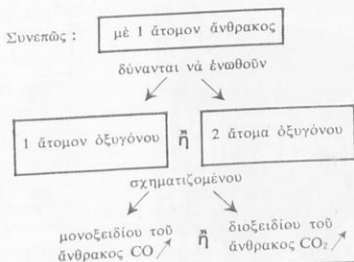 Συνεπῶς : μὲ 1 ἄτομον ἄνθρακος
δύνανται νὰ ἑνωθοῦν
1 ἄτομον ὀξυγόνου ἤ 2 ἄτομα ὀξυγόνου
σχηματιζομένου
μονοξειδίου τοῦ ἤ διοξειδίου τοῦ
ἄνθρακος CO ↗ ἄνθρακος CO₂ ↗